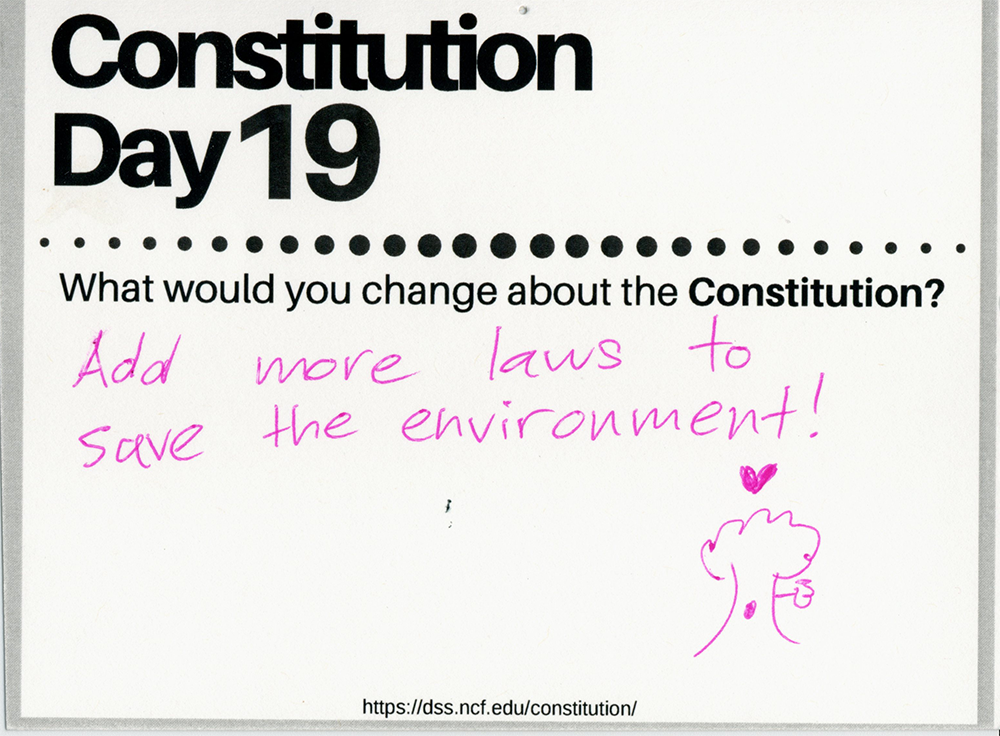 Constitution
Day 19
What would you change about the Constitution?
Add more laws to
save the environment!
https://dss.ncf.edu/constitution/